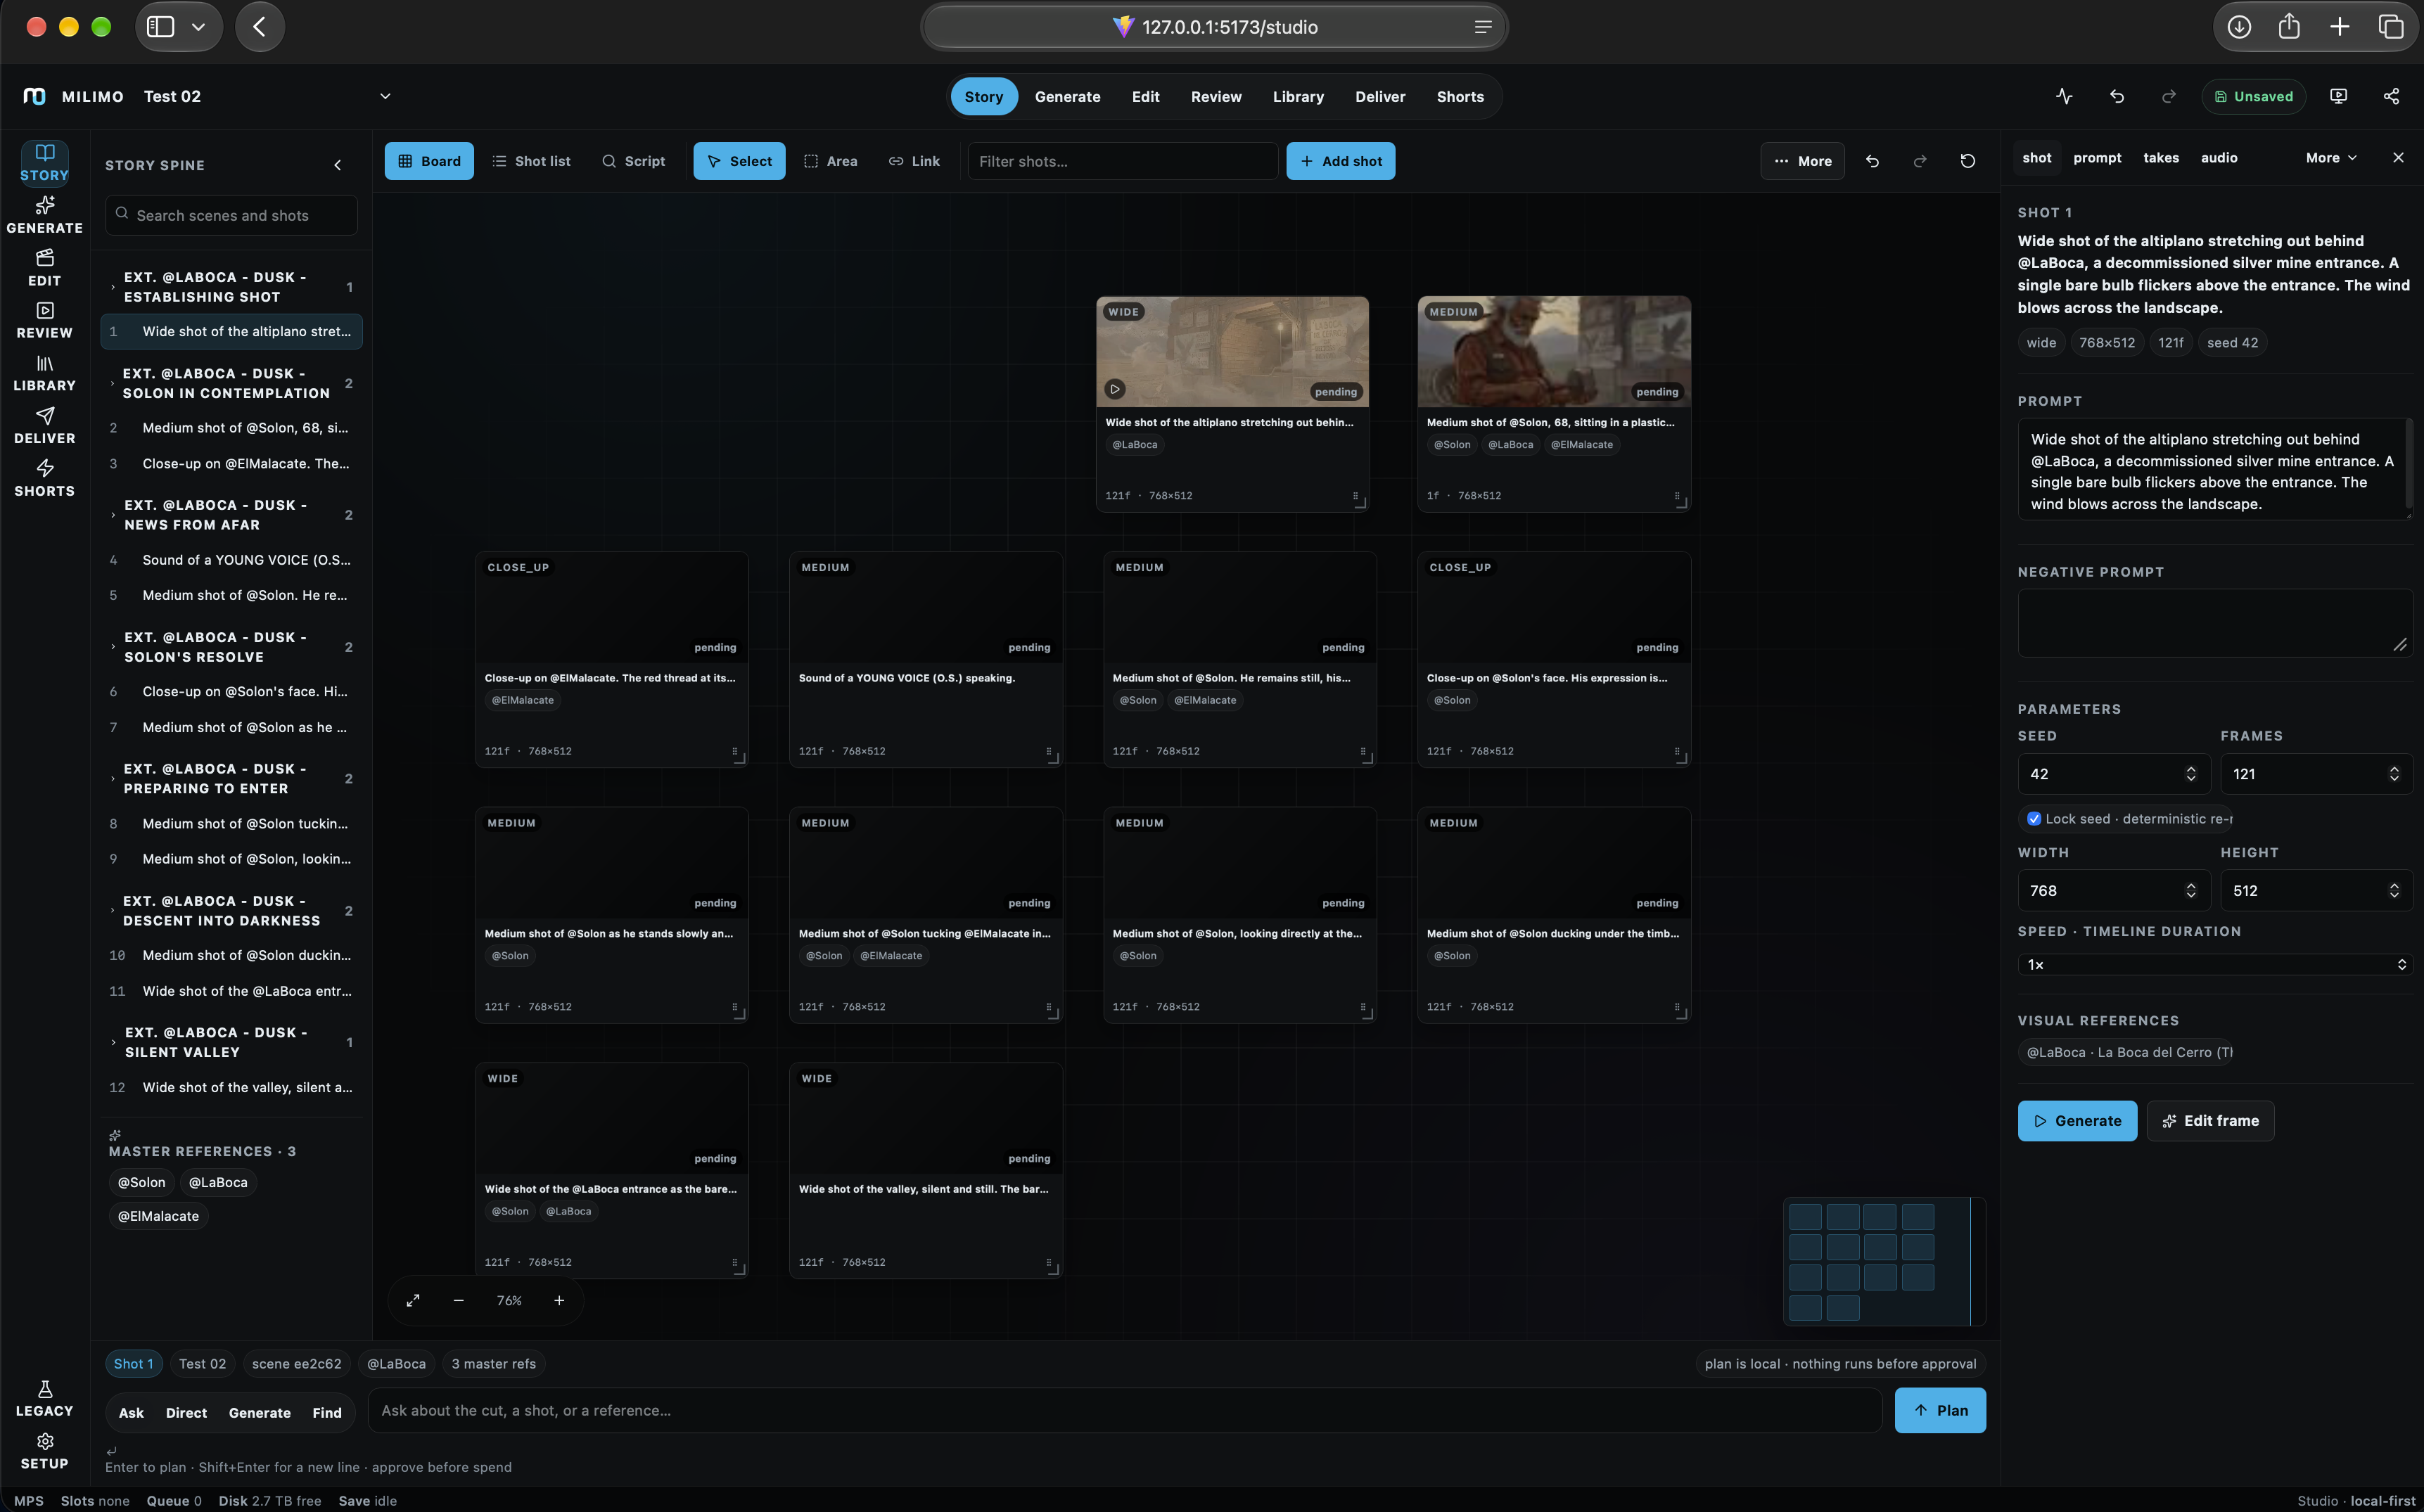 127.0.0.1:5173/studio
MILIMO
Test 02
Story
Generate
Edit
Review
Library
Deliver
Shorts
Unsaved
STORY
GENERATE
EDIT
REVIEW
LIBRARY
DELIVER
SHORTS
LEGACY
SETUP
STORY SPINE
Search scenes and shots
EXT. @LABOCA - DUSK -
ESTABLISHING SHOT
1
1 Wide shot of the altiplano stret...
EXT. @LABOCA - DUSK -
SOLON IN CONTEMPLATION
2
2 Medium shot of @Solon, 68, si...
3 Close-up on @ElMalacate. The...
EXT. @LABOCA - DUSK -
NEWS FROM AFAR
2
4 Sound of a YOUNG VOICE (O.S...
5 Medium shot of @Solon. He re...
EXT. @LABOCA - DUSK -
SOLON'S RESOLVE
2
6 Close-up on @Solon's face. Hi...
7 Medium shot of @Solon as he ...
EXT. @LABOCA - DUSK -
PREPARING TO ENTER
2
8 Medium shot of @Solon tuckin...
9 Medium shot of @Solon, lookin...
EXT. @LABOCA - DUSK -
DESCENT INTO DARKNESS
2
10 Medium shot of @Solon duckin...
11 Wide shot of the @LaBoca entr...
EXT. @LABOCA - DUSK -
SILENT VALLEY
1
12 Wide shot of the valley, silent a...
MASTER REFERENCES · 3
@Solon
@LaBoca
@ElMalacate
Board
Shot list
Script
Select
Area
Link
Filter shots...
+ Add shot
More
WIDE
pending
Wide shot of the altiplano stretching out behin...
@LaBoca
121f · 768×512
MEDIUM
pending
Medium shot of @Solon, 68, sitting in a plastic...
@Solon @LaBoca @ElMalacate
1f · 768×512
CLOSE_UP
pending
Close-up on @ElMalacate. The red thread at its...
@ElMalacate
121f · 768×512
MEDIUM
pending
Sound of a YOUNG VOICE (O.S.) speaking.
121f · 768×512
MEDIUM
pending
Medium shot of @Solon. He remains still, his...
@Solon @ElMalacate
121f · 768×512
CLOSE_UP
pending
Close-up on @Solon's face. His expression is...
@Solon
121f · 768×512
MEDIUM
pending
Medium shot of @Solon as he stands slowly an...
@Solon
121f · 768×512
MEDIUM
pending
Medium shot of @Solon tucking @ElMalacate in...
@Solon @ElMalacate
121f · 768×512
MEDIUM
pending
Medium shot of @Solon, looking directly at the...
@Solon
121f · 768×512
MEDIUM
pending
Medium shot of @Solon ducking under the timb...
@Solon
121f · 768×512
WIDE
pending
Wide shot of the @LaBoca entrance as the bare...
@Solon @LaBoca
121f · 768×512
WIDE
pending
Wide shot of the valley, silent and still. The bar...
121f · 768×512
76%
shot
prompt
takes
audio
More
SHOT 1
Wide shot of the altiplano stretching out behind
@LaBoca, a decommissioned silver mine entrance. A
single bare bulb flickers above the entrance. The wind
blows across the landscape.
wide
768×512
121f
seed 42
PROMPT
Wide shot of the altiplano stretching out behind
@LaBoca, a decommissioned silver mine entrance. A
single bare bulb flickers above the entrance. The
wind blows across the landscape.
NEGATIVE PROMPT
PARAMETERS
SEED
FRAMES
42
121
Lock seed · deterministic re-r
WIDTH
HEIGHT
768
512
SPEED · TIMELINE DURATION
1×
VISUAL REFERENCES
@LaBoca · La Boca del Cerro (Th
Generate
Edit frame
Shot 1
Test 02
scene ee2c62
@LaBoca
3 master refs
plan is local · nothing runs before approval
Ask
Direct
Generate
Find
Ask about the cut, a shot, or a reference...
Plan
Enter to plan · Shift+Enter for a new line · approve before spend
MPS
Slots none
Queue 0
Disk 2.7 TB free
Save idle
Studio · local-first